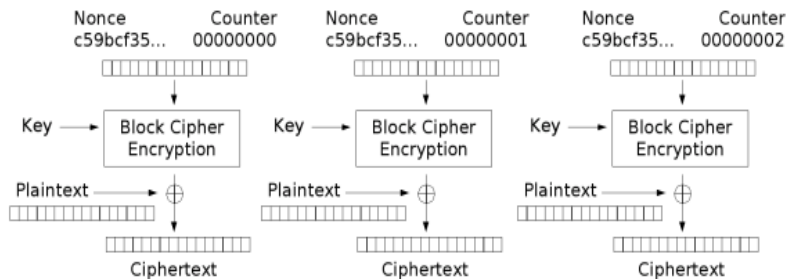 Nonce Counter
c59bcf35... 00000000
Key
Block Cipher
Encryption
Plaintext
Ciphertext
Nonce Counter
c59bcf35... 00000001
Key
Block Cipher
Encryption
Plaintext
Ciphertext
Nonce Counter
c59bcf35... 00000002
Key
Block Cipher
Encryption
Plaintext
Ciphertext